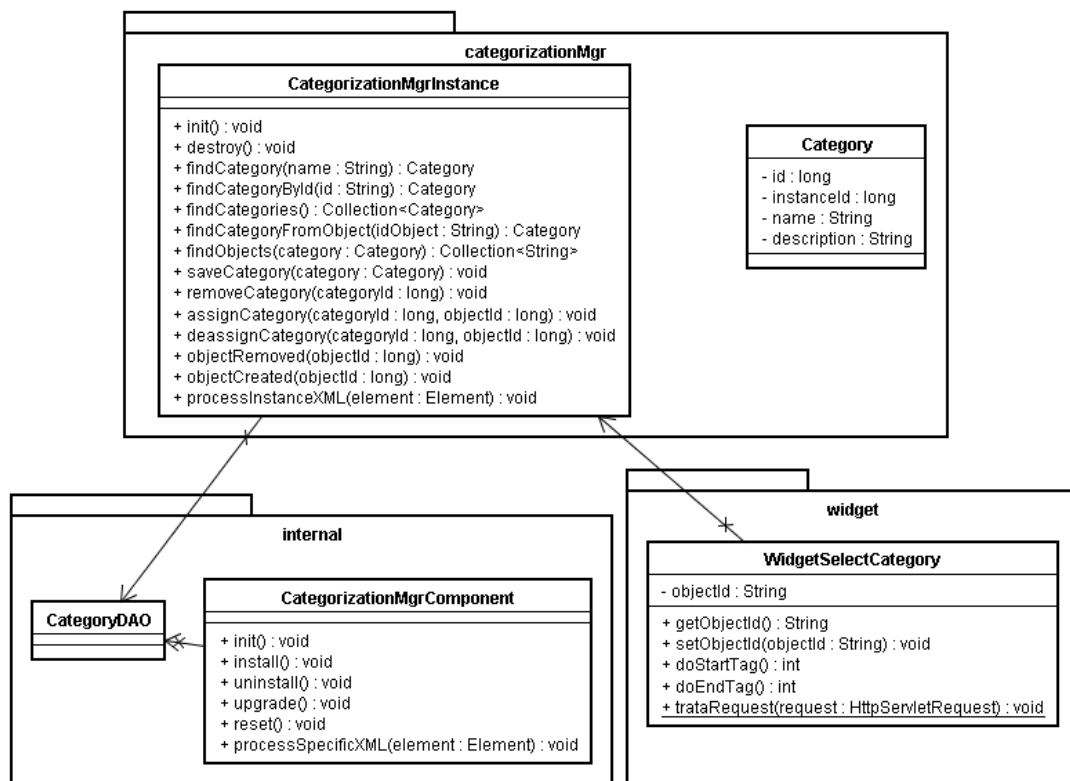 categorizationMgr
CategorizationMgrInstance
+ init() : void
+ destroy() : void
+ findCategory(name : String) : Category
+ findCategoryById(id : String) : Category
+ findCategories() : Collection<Category>
+ findCategoryFromObject(idObject : String) : Category
+ findObjects(category : Category) : Collection<String>
+ saveCategory(category : Category) : void
+ removeCategory(categoryId : long) : void
+ assignCategory(categoryId : long, objectId : long) : void
+ deassignCategory(categoryId : long, objectId : long) : void
+ objectRemoved(objectId : long) : void
+ objectCreated(objectId : long) : void
+ processInstanceXML(element : Element) : void
Category
- id : long
- instanceId : long
- name : String
- description : String
internal
CategoryDAO
CategorizationMgrComponent
+ init() : void
+ install() : void
+ uninstall() : void
+ upgrade() : void
+ reset() : void
+ processSpecificXML(element : Element) : void
widget
WidgetSelectCategory
- objectId : String
+ getObjectId() : String
+ setObjectId(objectId : String) : void
+ doStartTag() : int
+ doEndTag() : int
+ trataRequest(request : HttpServletRequest) : void